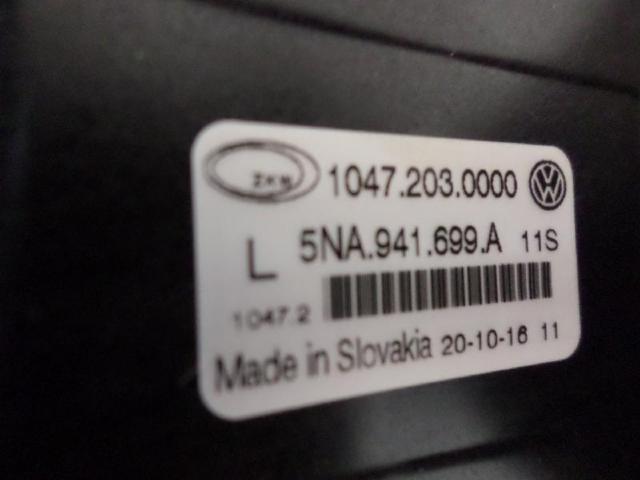 ZKW 1047.203.0000
L 5NA.941.699.A 11S
1047.2
Made in Slovakia 20-10-16 11